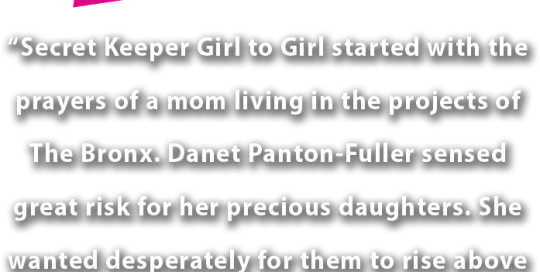 “Secret Keeper Girl to Girl started with the
prayers of a mom living in the projects of
The Bronx. Danet Panton-Fuller sensed
great risk for her precious daughters. She
wanted desperately for them to rise above